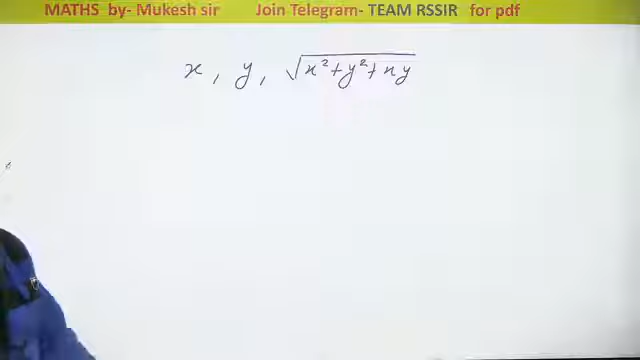 MATHS by- Mukesh sir Join Telegram- TEAM RSSIR for pdf
x, y, √x²+y²+xy